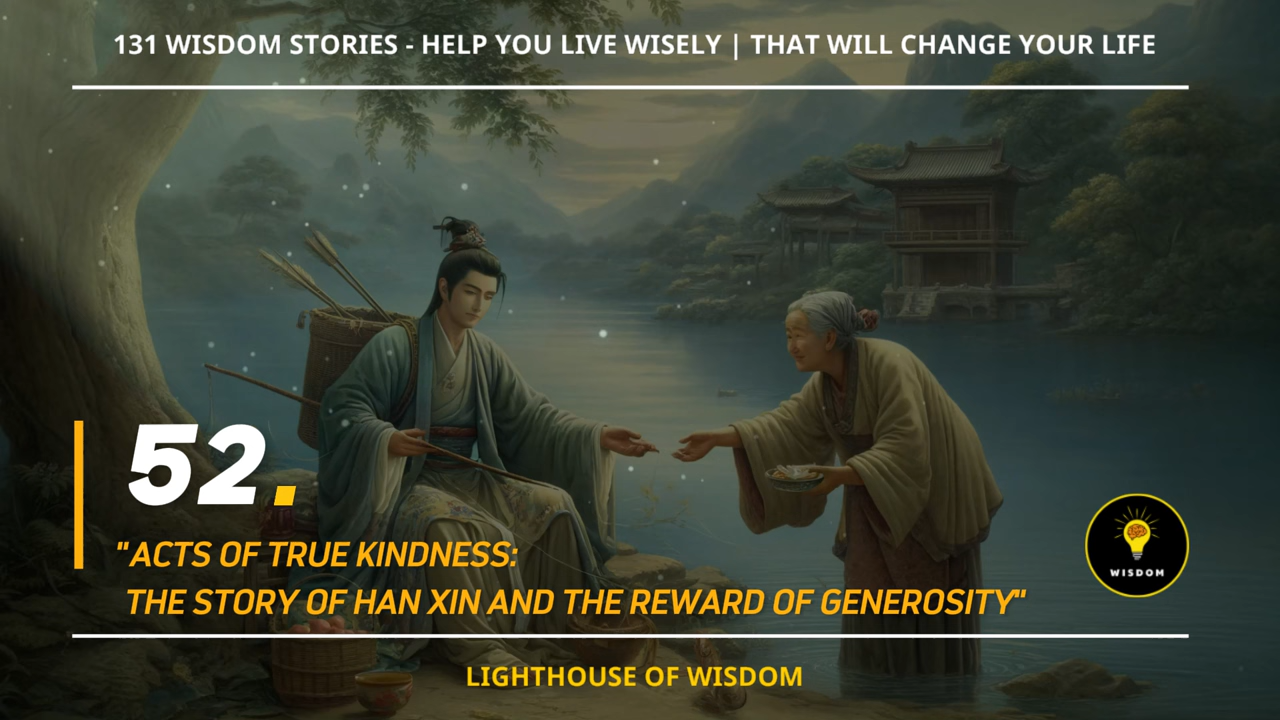 131 WISDOM STORIES - HELP YOU LIVE WISELY | THAT WILL CHANGE YOUR LIFE
52.
"ACTS OF TRUE KINDNESS:
THE STORY OF HAN XIN AND THE REWARD OF GENEROSITY"
WISDOM
LIGHTHOUSE OF WISDOM